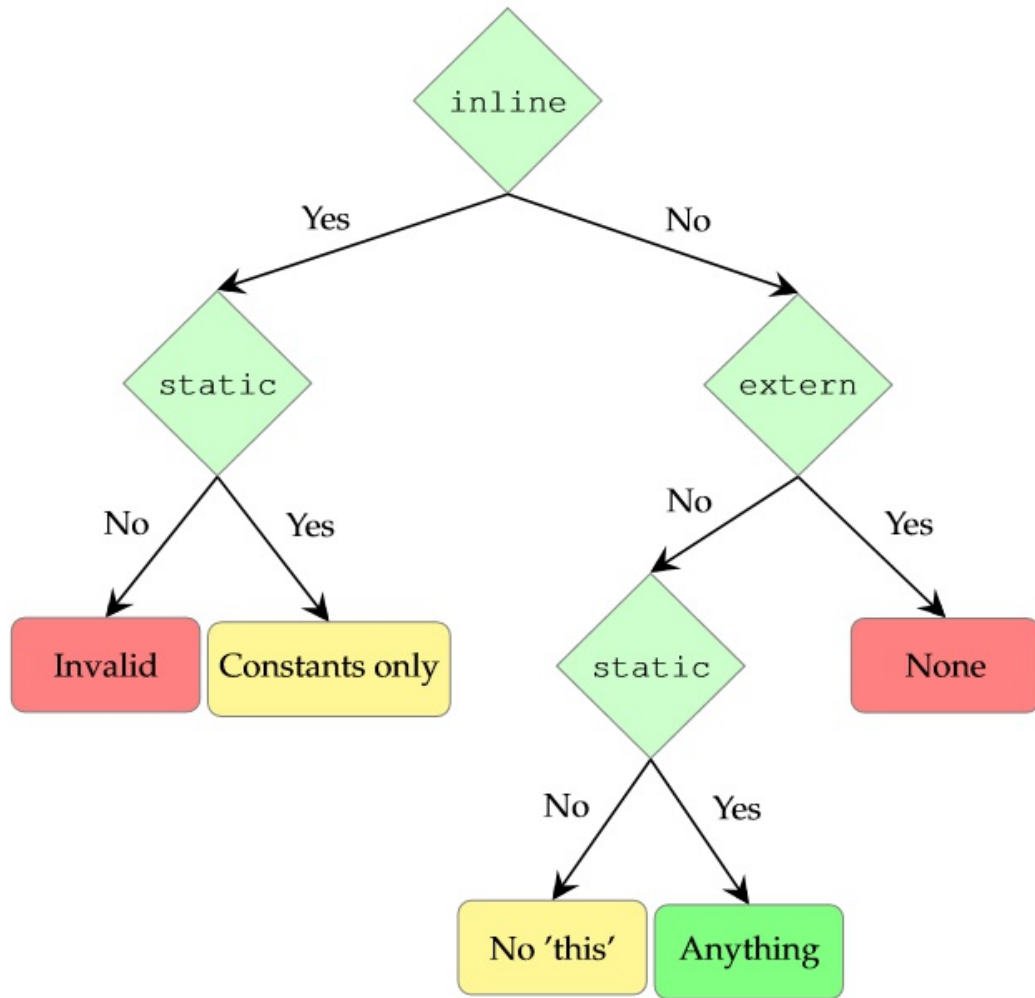 inline
Yes
No
static
extern
No
Yes
No
Yes
Invalid
Constants only
static
None
No
Yes
No 'this'
Anything